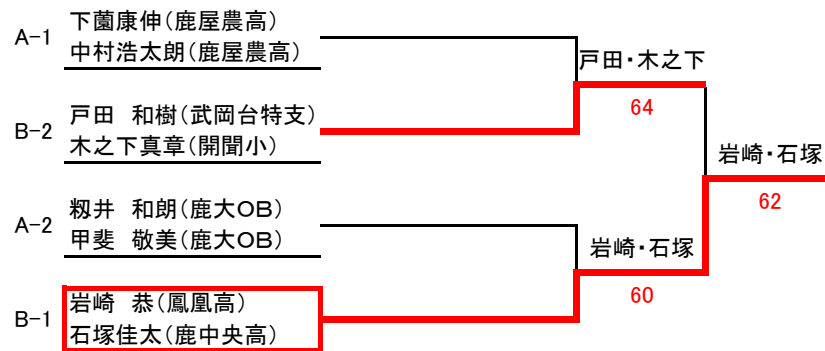 A-1
下薗康伸(鹿屋農高)
中村浩太朗(鹿屋農高)
戸田・木之下
64
B-2
戸田　和樹(武岡台特支)
木之下真章(開聞小)
岩崎・石塚
62
A-2
籾井　和朗(鹿大OB)
甲斐　敬美(鹿大OB)
岩崎・石塚
60
B-1
岩崎　恭(鳳凰高)
石塚佳太(鹿中央高)